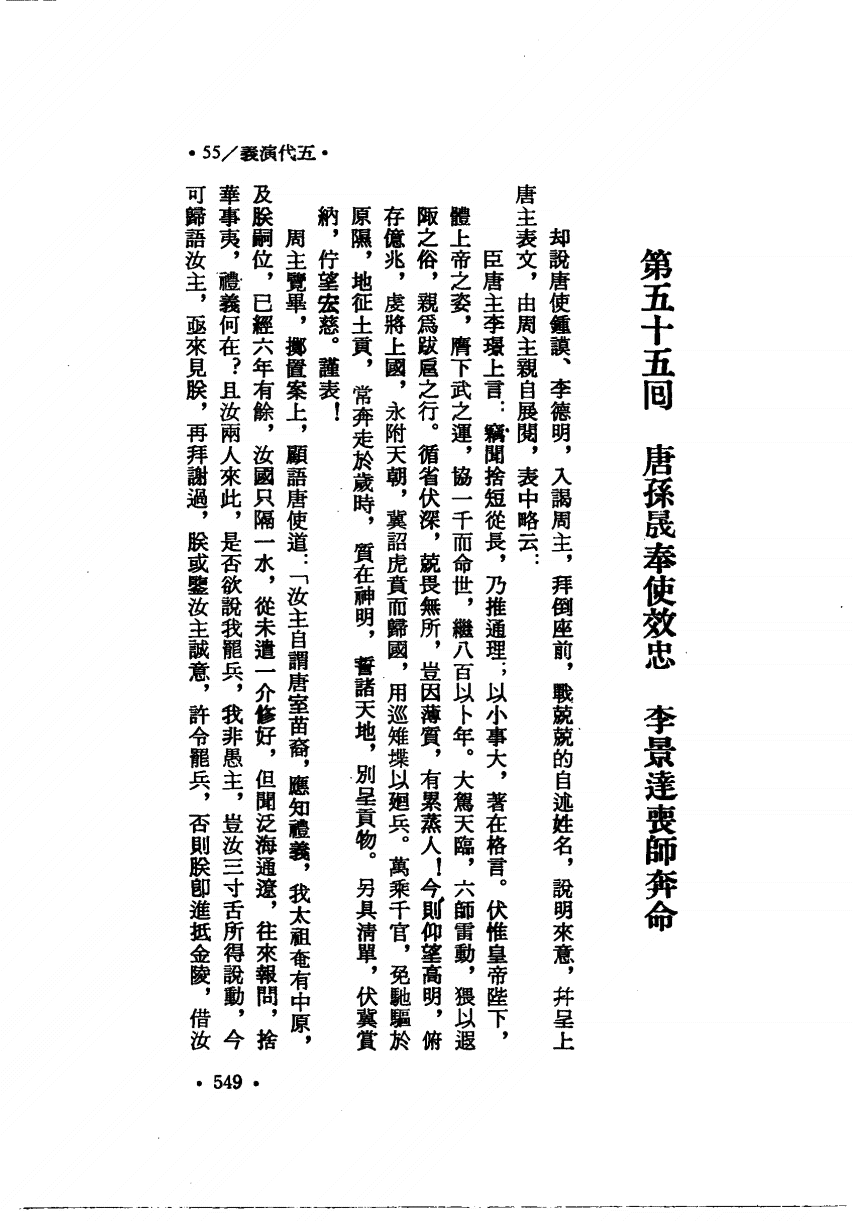 •55/義演代五•
第五十五回　唐孫晟奉使效忠　李景達喪師奔命
却說唐使鍾謨、李德明，入謁周主，拜倒座前，戰兢兢的自述姓名，說明來意，幷呈上
唐主表文，由周主親自展閱，表中略云：
臣唐主李璟上言：竊聞捨短從長，乃推通理；以小事大，著在格言。伏惟皇帝陛下，
體上帝之姿，膺下武之運，協一千而命世，繼八百以卜年。大駕天臨，六師雷動，猥以遐
陬之俗，親爲跋扈之行。循省伏深，兢畏無所，豈因薄質，有累蒸人！今則仰望高明，俯
存億兆，虔將上國，永附天朝，冀詔虎賁而歸國，用巡雉堞以廻兵。萬乘千官，免馳驅於
原隰，地征土貢，常奔走於歲時，質在神明，誓諸天地，別呈貢物。另具清單，伏冀賞
納，佇望宏慈。謹表！
周主覽畢，擲置案上，顧語唐使道：「汝主自謂唐室苗裔，應知禮義，我太祖奄有中原，
及朕嗣位，已經六年有餘，汝國只隔一水，從未遣一介修好，但聞泛海通遼，往來報問，捨
華事夷，禮義何在？且汝兩人來此，是否欲說我罷兵，我非愚主，豈汝三寸舌所得說動，今
可歸語汝主，亟來見朕，再拜謝過，朕或鑒汝主誠意，許令罷兵，否則朕卽進抵金陵，借汝
•549•